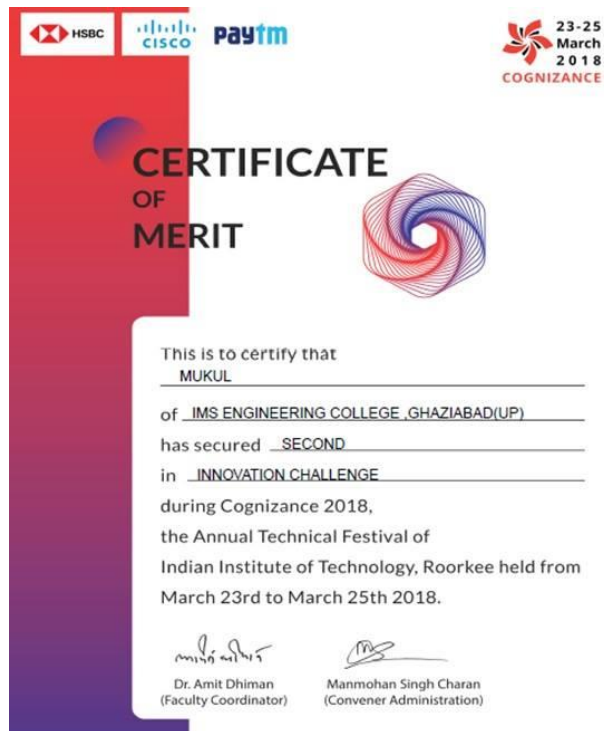 HSBC
CISCO
paytm
23-25
March
2018
COGNIZANCE
CERTIFICATE
OF
MERIT
This is to certify that
MUKUL
of IMS ENGINEERING COLLEGE ,GHAZIABAD(UP)
has secured SECOND
in INNOVATION CHALLENGE
during Cognizance 2018,
the Annual Technical Festival of
Indian Institute of Technology, Roorkee held from
March 23rd to March 25th 2018.
Dr. Amit Dhiman
(Faculty Coordinator)
Manmohan Singh Charan
(Convener Administration)